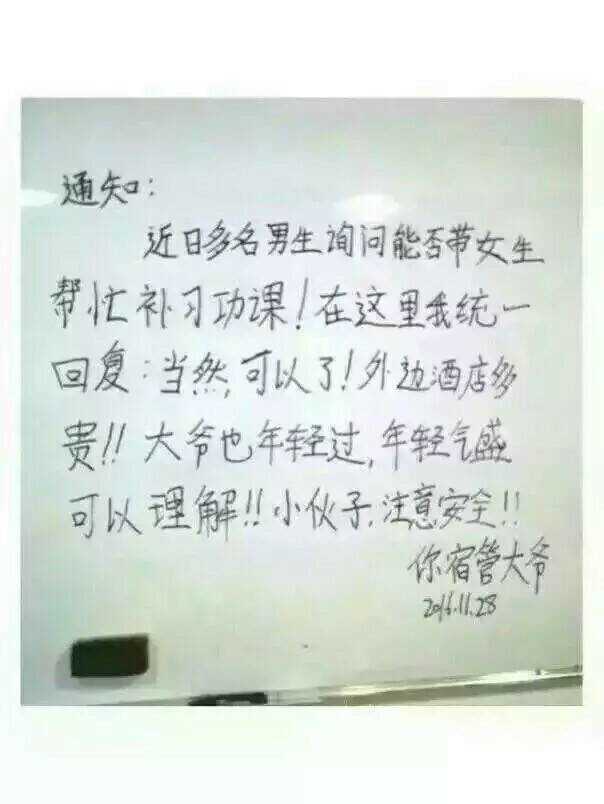 通知：
近日多名男生询问能否带女生
帮忙补习功课！在这里我统一
回复：当然，可以了！外边酒店多
贵！！大爷也年轻过，年轻气盛
可以理解！！小伙子，注意安全！！
你宿管大爷
2016.11.28